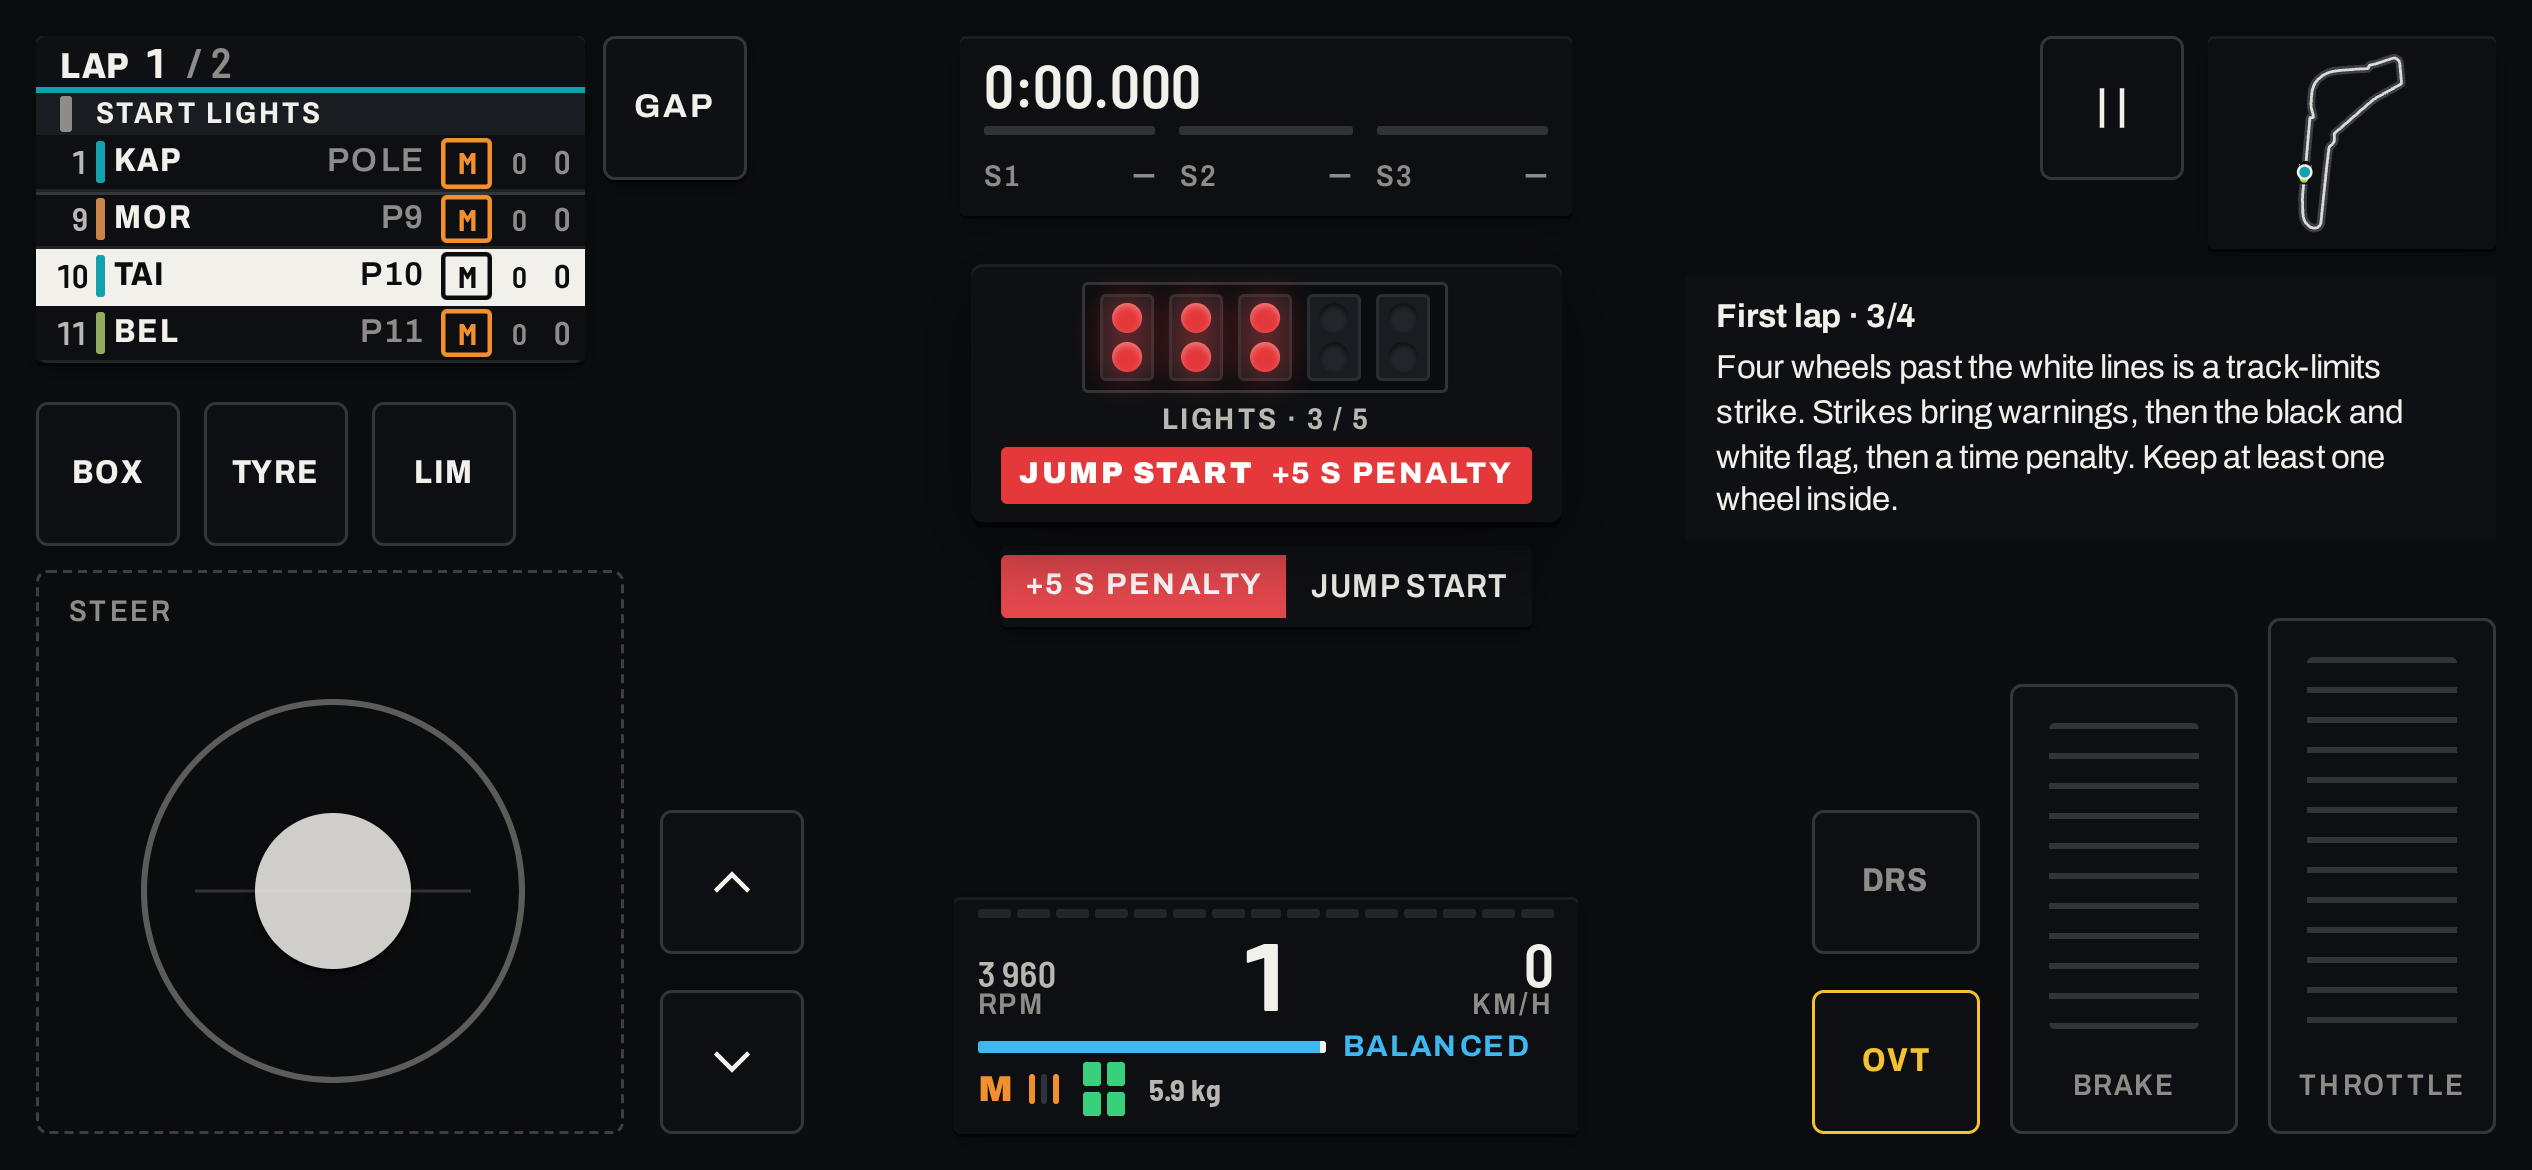 LAP 1 / 2
START LIGHTS
1 KAP POLE M 0 0
9 MOR P9 M 0 0
10 TAI P10 M 0 0
11 BEL P11 M 0 0
GAP
BOX
TYRE
LIM
STEER
0:00.000
S1 — S2 — S3 —
LIGHTS · 3 / 5
JUMP START +5 S PENALTY
+5 S PENALTY JUMP START
First lap · 3/4
Four wheels past the white lines is a track-limits
strike. Strikes bring warnings, then the black and
white flag, then a time penalty. Keep at least one
wheel inside.
3 960 1 0
RPM KM/H
BALANCED
M 5.9 kg
DRS
OVT
BRAKE
THROTTLE